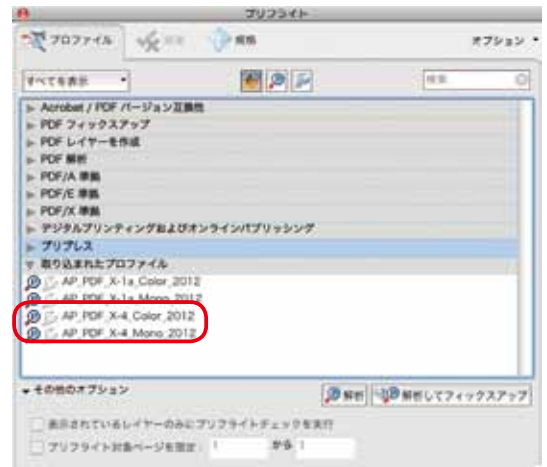 プリフライト
プロファイル 結果 規格 オプション
すべてを表示 検索
Acrobat / PDF バージョン互換性
PDF フィックスアップ
PDF レイヤーを作成
PDF 解析
PDF/A 準拠
PDF/E 準拠
PDF/X 準拠
デジタルプリンティングおよびオンラインパブリッシング
プリプレス
取り込まれたプロファイル
AP_PDF_X-1a_Color_2012
AP_PDF_X-1a_Mono_2012
AP_PDF_X-4_Color_2012
AP_PDF_X-4_Mono_2012
その他のオプション 解析 解析してフィックスアップ
表示されているレイヤーのみにプリフライトチェックを実行
プリフライト対象ページを指定: 1 から 1